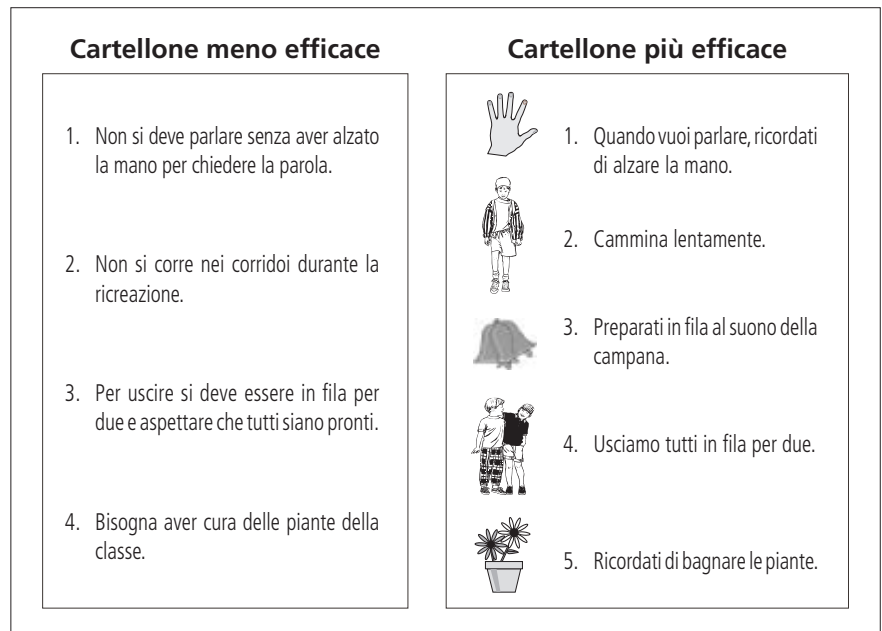 Cartellone meno efficace
1. Non si deve parlare senza aver alzato
la mano per chiedere la parola.
2. Non si corre nei corridoi durante la
ricreazione.
3. Per uscire si deve essere in fila per
due e aspettare che tutti siano pronti.
4. Bisogna aver cura delle piante della
classe.
Cartellone più efficace
1. Quando vuoi parlare, ricordati
di alzare la mano.
2. Cammina lentamente.
3. Preparati in fila al suono della
campana.
4. Usciamo tutti in fila per due.
5. Ricordati di bagnare le piante.